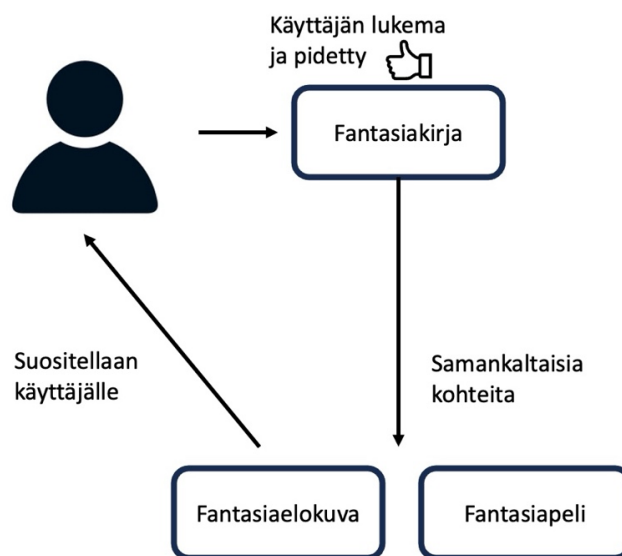 Käyttäjän lukema
ja pidetty
Fantasiakirja
Suositellaan
käyttäjälle
Samankaltaisia
kohteita
Fantasiaelokuva
Fantasiapeli